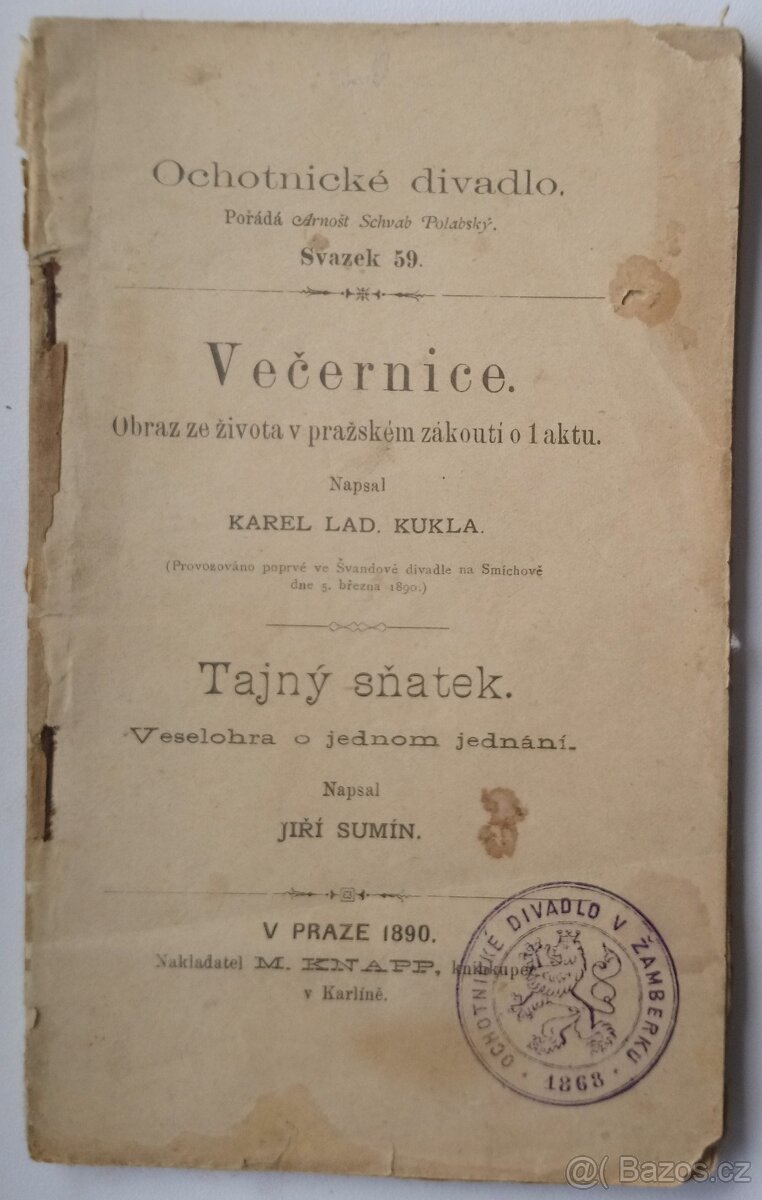 Ochotnické divadlo.
Pořádá Arnošt Schvab Polabský.
Svazek 59.
Večernice.
Obraz ze života v pražském zákoutí o 1 aktu.
Napsal
KAREL LAD. KUKLA.
(Provozováno poprvé ve Švandově divadle na Smíchově
dne 5. března 1890.)
Tajný sňatek.
Veselohra o jednom jednání.
Napsal
JIŘÍ SUMÍN.
V PRAZE 1890.
Nakladatel M. KNAPP, knihkupec
v Karlíně.
OCHOTNICKÉ DIVADLO V ŽAMBERKU
· 1868 ·
@( Bazos.cz